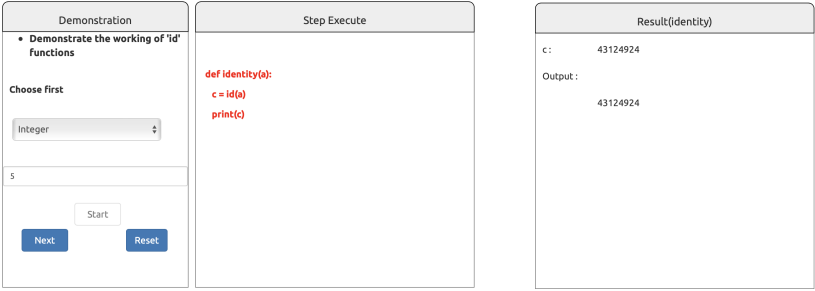 Demonstration
• Demonstrate the working of 'id'
functions
Choose first
Integer
5
Start
Next Reset
Step Execute
def identity(a):
c = id(a)
print(c)
Result(identity)
c : 43124924
Output :
43124924